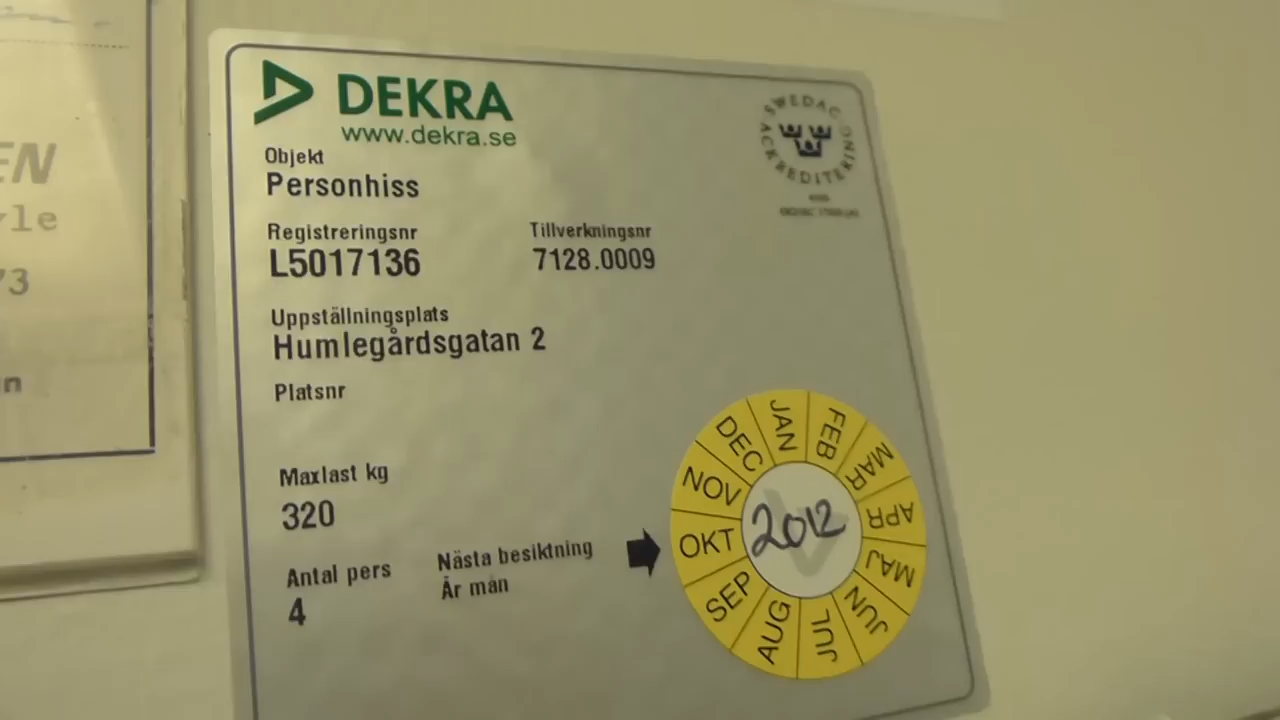 EN
DEKRA
www.dekra.se
SWEDAC ACKREDITERING
Objekt
Personhiss
Registreringsnr
Tillverkningsnr
L5017136
7128.0009
Uppställningsplats
Humlegårdsgatan 2
Platsnr
Maxlast kg
320
Antal pers
4
Nästa besiktning
År mån
JAN
FEB
MAR
APR
MAJ
JUN
JUL
AUG
SEP
OKT
NOV
DEC
2012